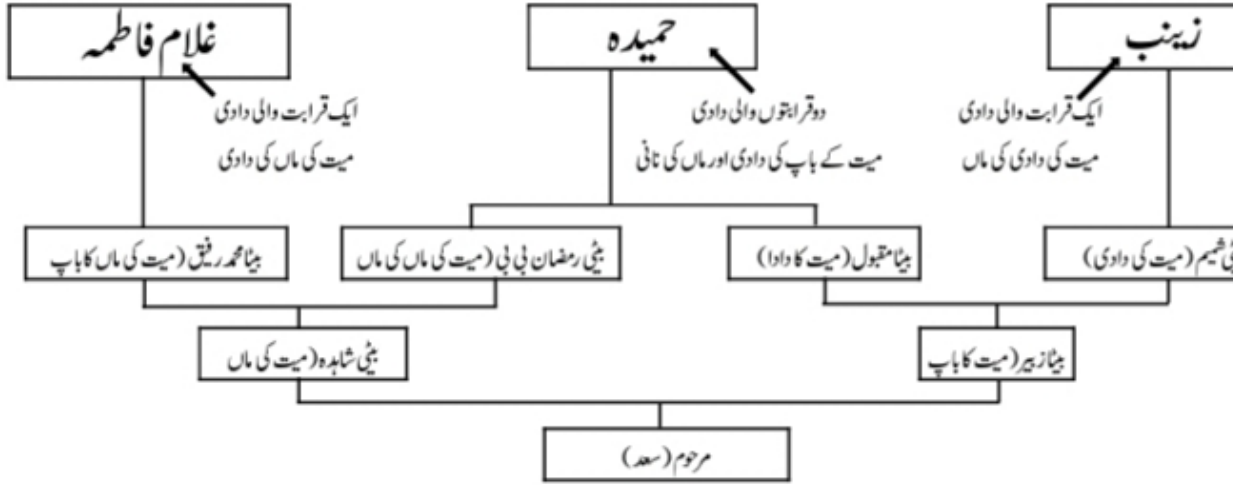 زینب
حمیدہ
غلام فاطمہ
ایک قرابت والی دادی
میت کی دادی کی ماں
دو قرابتوں والی دادی
میت کے باپ کی دادی اور ماں کی نانی
ایک قرابت والی دادی
میت کی ماں کی دادی
شمیم (میت کی دادی)
بیٹا مقبول (میت کا دادا)
بیٹی رمضان بی بی (میت کی ماں کی ماں
بیٹا محمد رفیق (میت کی ماں کا باپ
بیٹا زبیر (میت کا باپ
بیٹی شاہدہ (میت کی ماں
مرحوم (سعد)